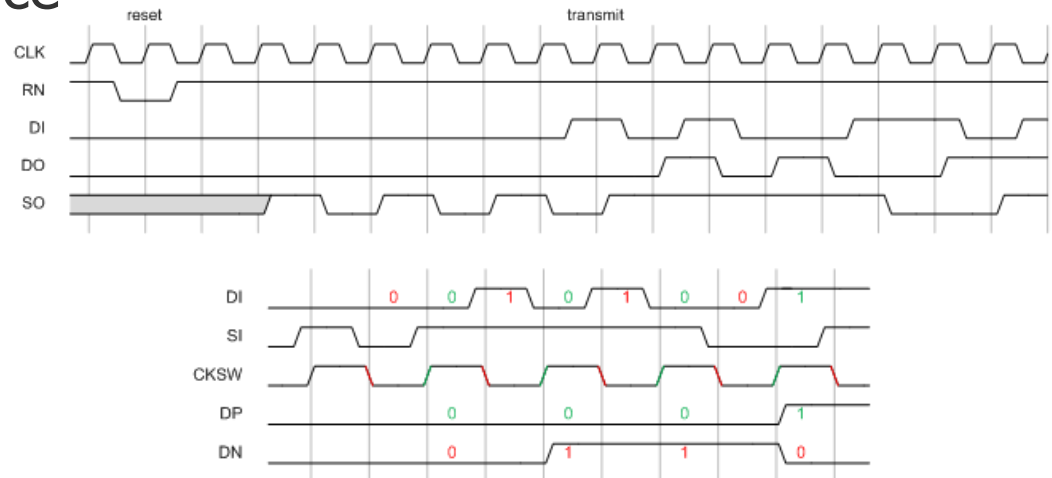 reset transmit
CLK
RN
DI
DO
SO
DI 0 0 1 0 1 0 0 1
SI
CKSW
DP 0 0 0 1
DN 0 1 1 0